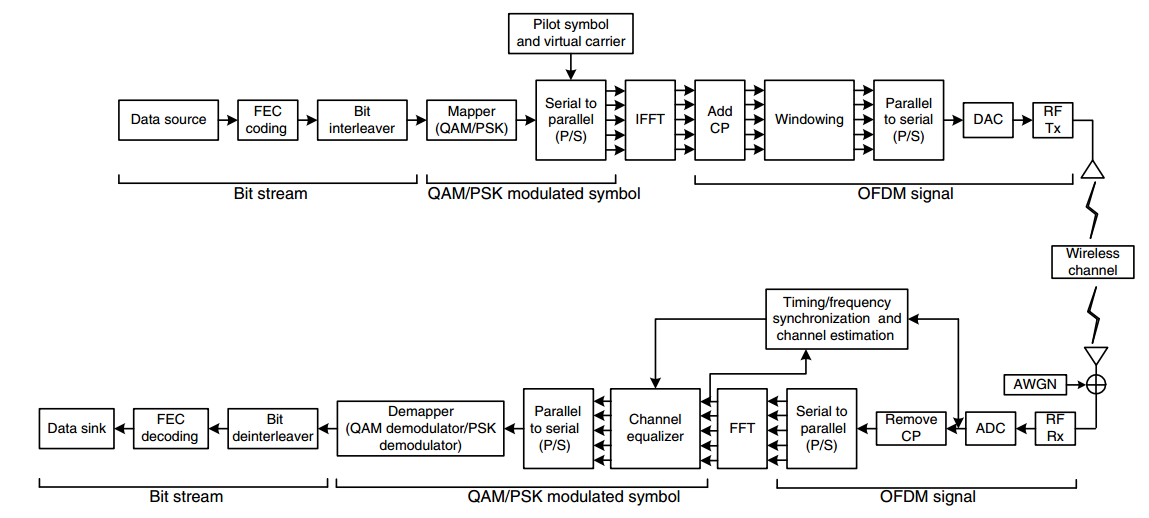 Pilot symbol
and virtual carrier
Data source
FEC
coding
Bit
interleaver
Mapper
(QAM/PSK)
Serial to
parallel
(P/S)
IFFT
Add
CP
Windowing
Parallel
to serial
(P/S)
DAC
RF
Tx
Bit stream
QAM/PSK modulated symbol
OFDM signal
Wireless
channel
Timing/frequency
synchronization and
channel estimation
AWGN
Data sink
FEC
decoding
Bit
deinterleaver
Demapper
(QAM demodulator/PSK
demodulator)
Parallel
to serial
(P/S)
Channel
equalizer
FFT
Serial to
parallel
(P/S)
Remove
CP
ADC
RF
Rx
Bit stream
QAM/PSK modulated symbol
OFDM signal